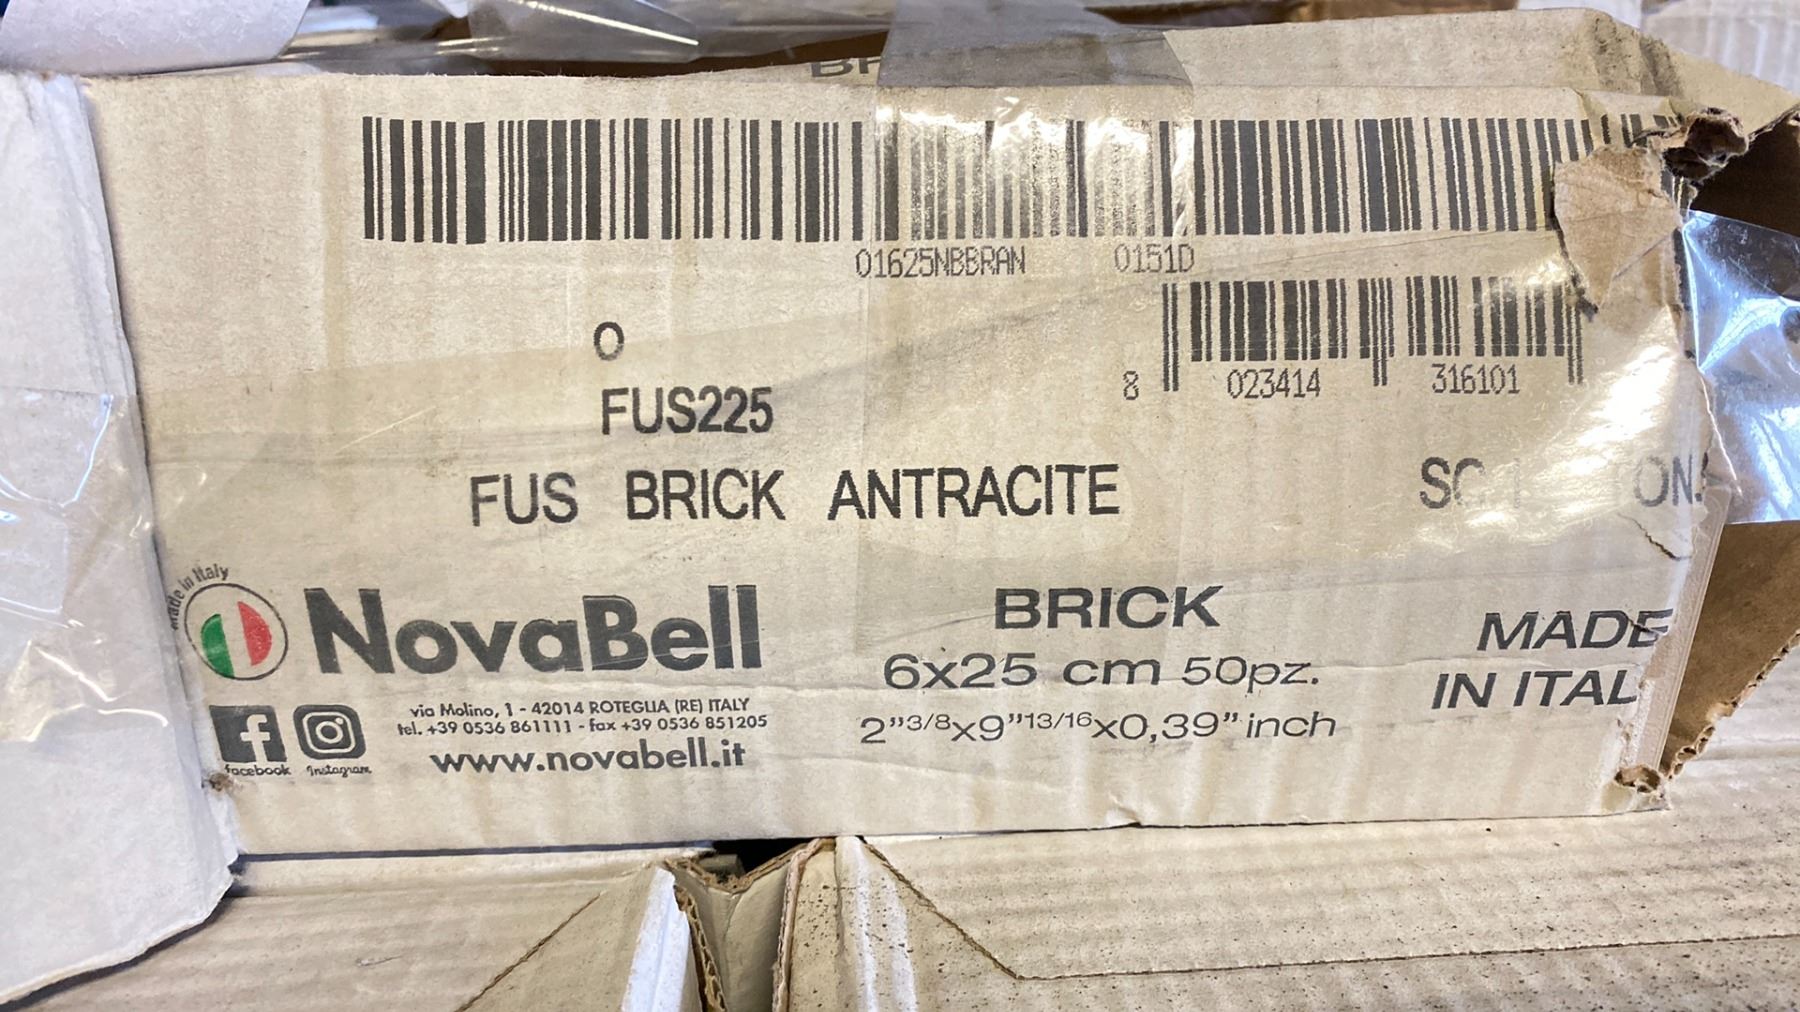 01625NBBRAN 0151D
8 023414 316101
O
FUS225
FUS BRICK ANTRACITE
Made in Italy
NovaBell
via Molino, 1 - 42014 ROTEGLIA (RE) ITALY
tel. +39 0536 861111 - fax +39 0536 851205
www.novabell.it
facebook Instagram
BRICK
6x25 cm 50pz.
2"3/8x9"13/16x0,39" inch
MADE
IN ITAL